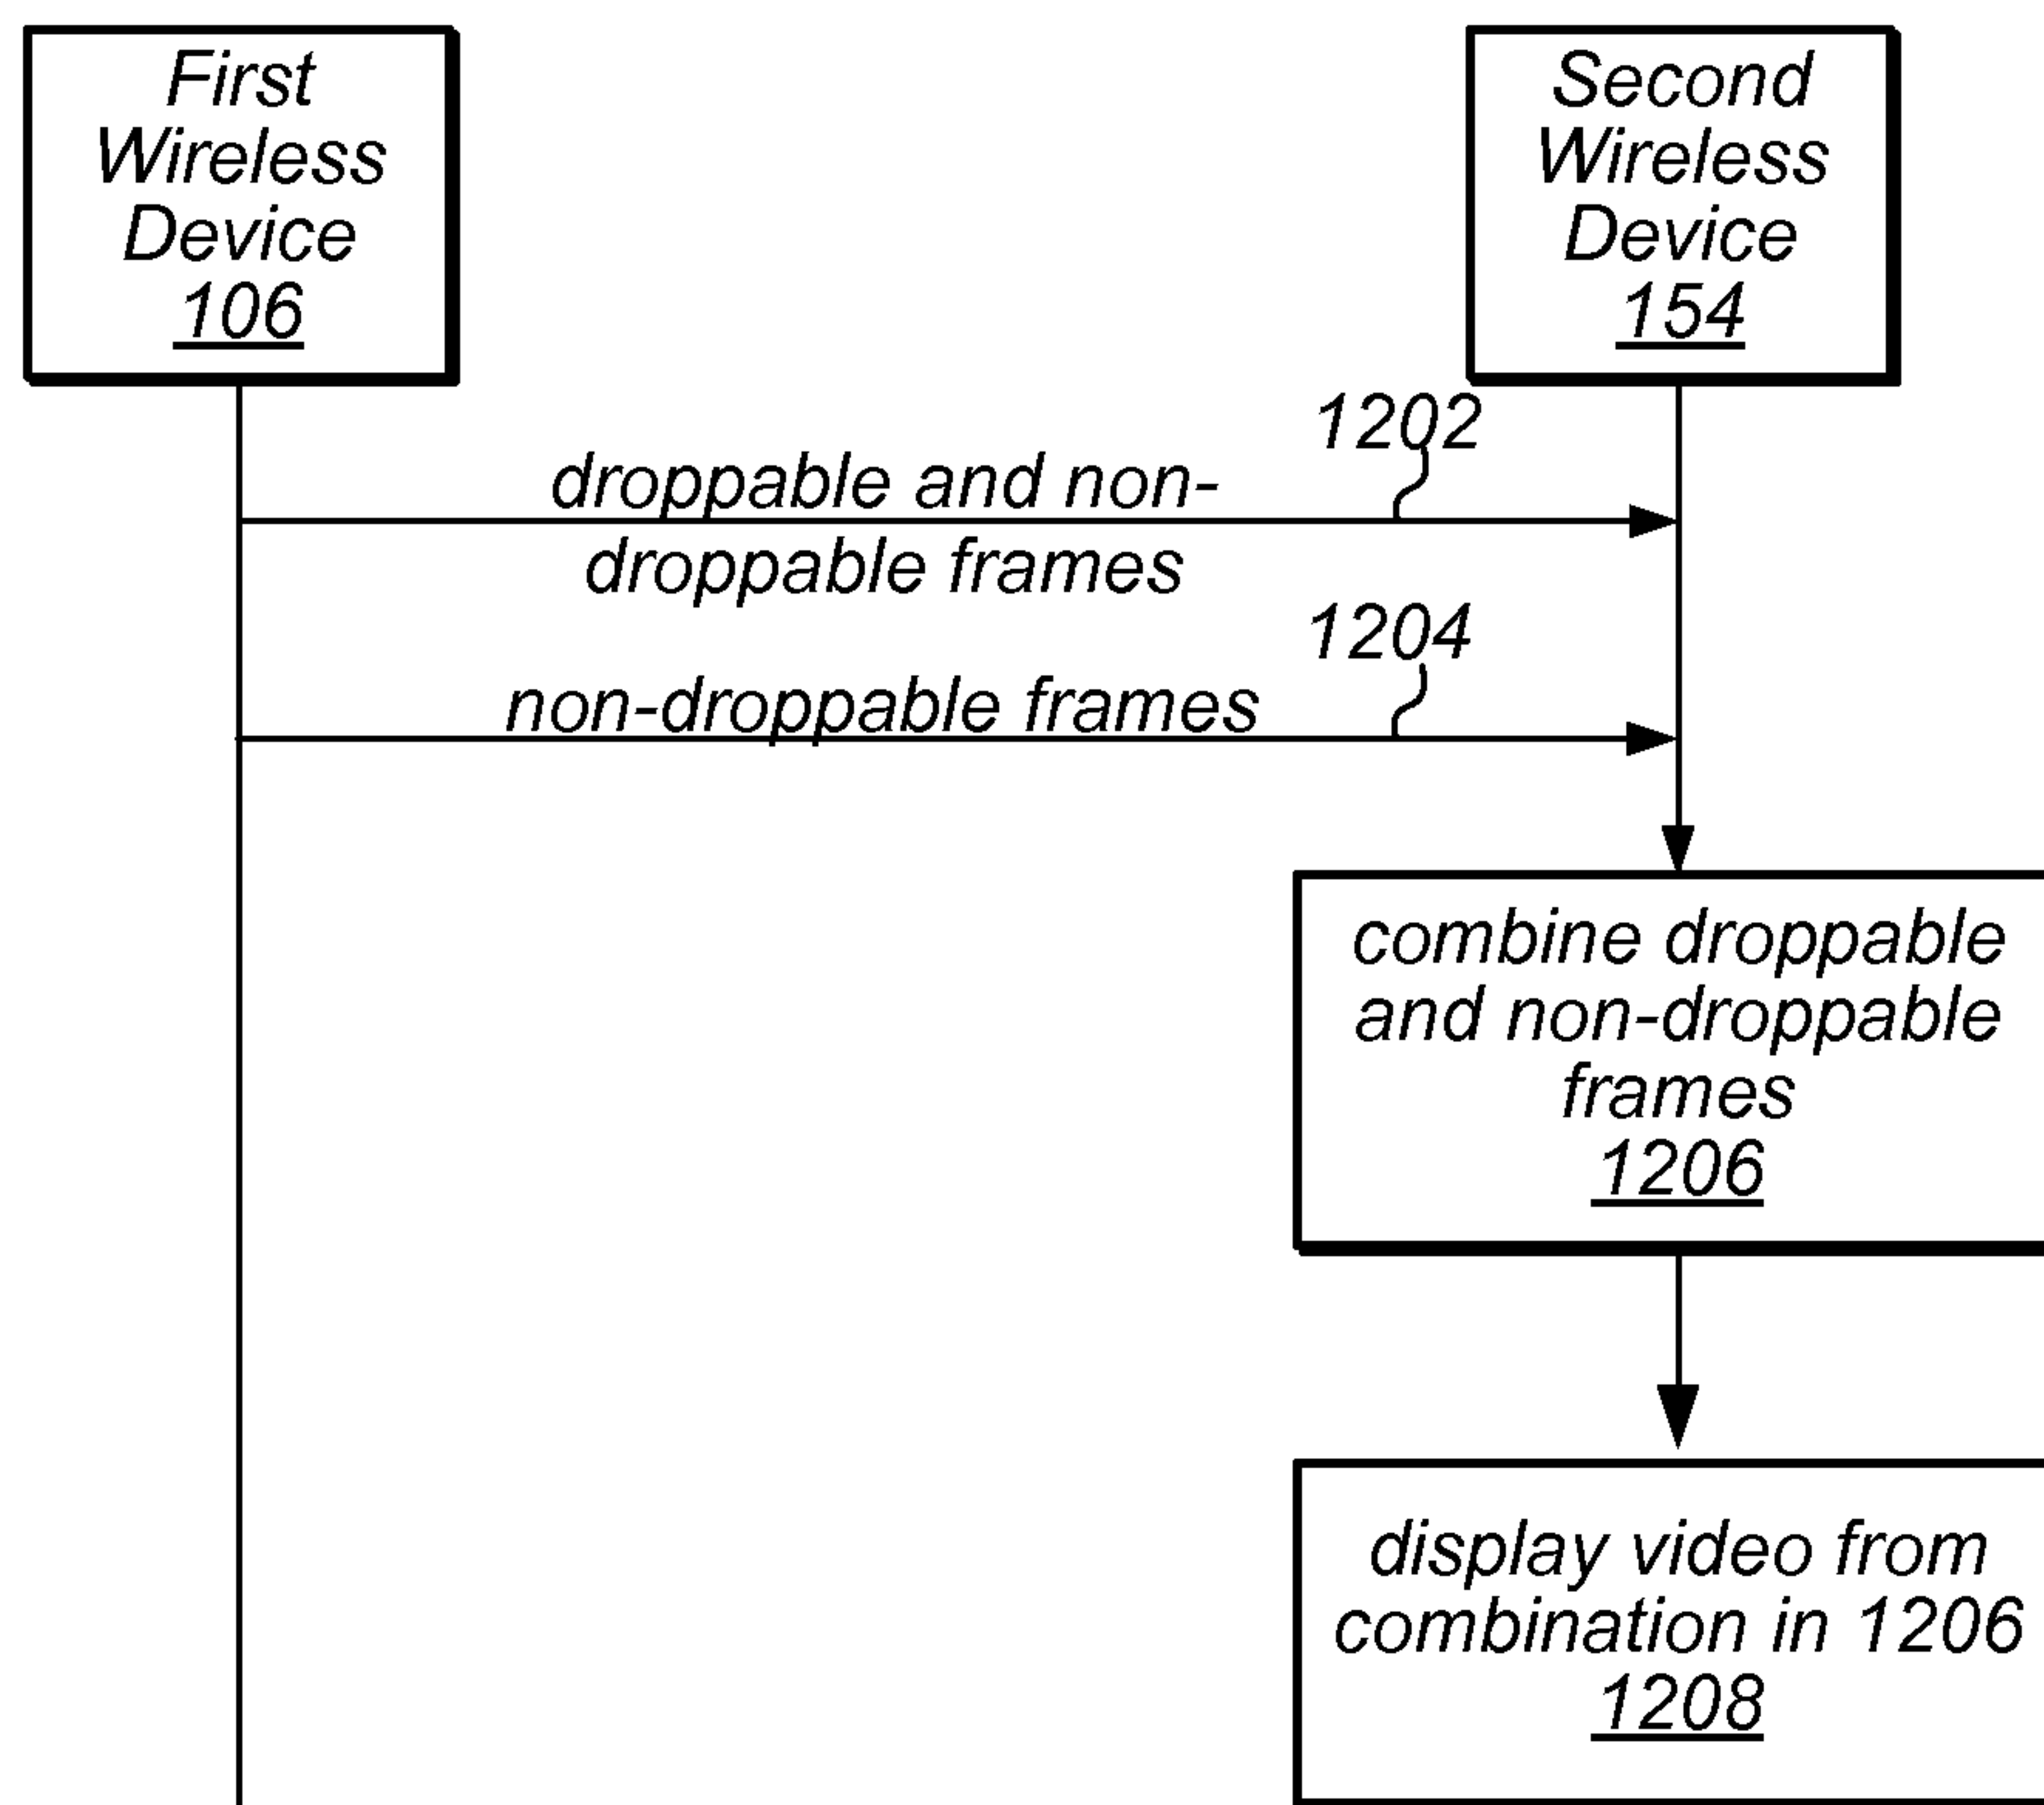 First
Wireless
Device
106
Second
Wireless
Device
154
1202
droppable and non-
droppable frames
1204
non-droppable frames
combine droppable
and non-droppable
frames
1206
display video from
combination in 1206
1208